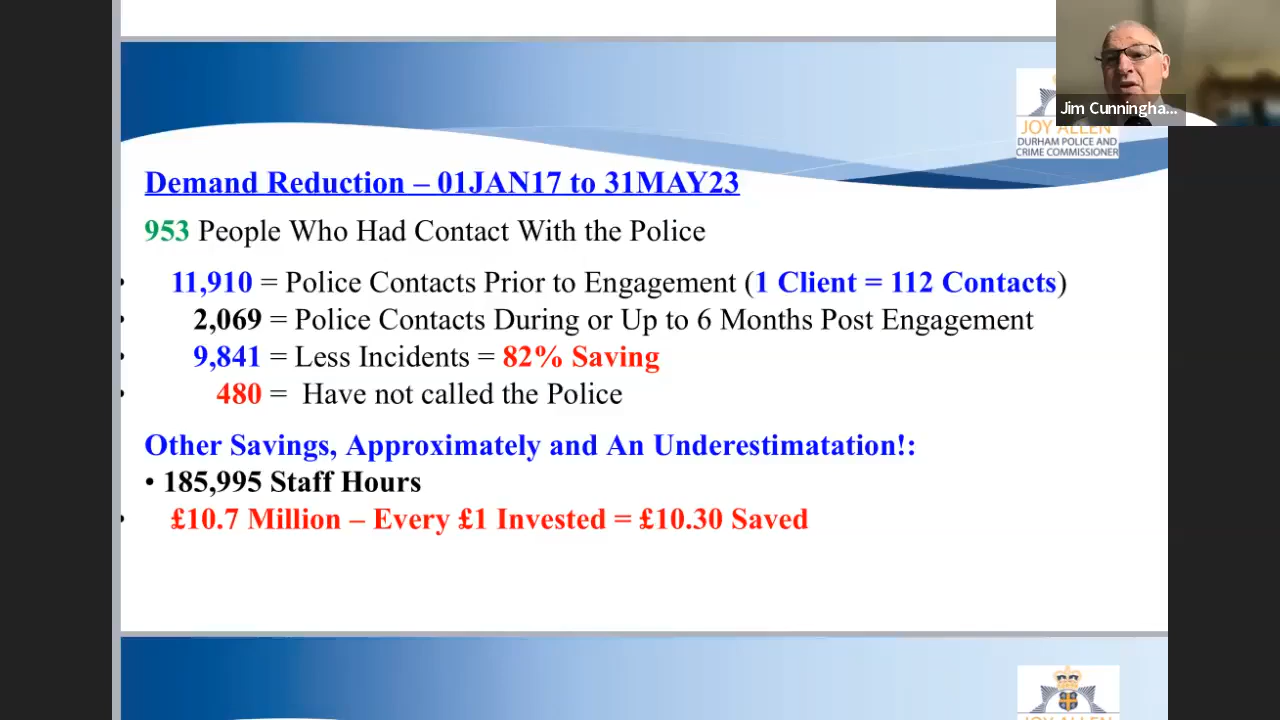 Jim Cunningha...
JOY ALLEN
DURHAM POLICE AND
CRIME COMMISSIONER
Demand Reduction – 01JAN17 to 31MAY23
953 People Who Had Contact With the Police
• 11,910 = Police Contacts Prior to Engagement (1 Client = 112 Contacts)
• 2,069 = Police Contacts During or Up to 6 Months Post Engagement
• 9,841 = Less Incidents = 82% Saving
• 480 = Have not called the Police
Other Savings, Approximately and An Underestimatation!:
• 185,995 Staff Hours
• £10.7 Million – Every £1 Invested = £10.30 Saved
JOY ALLEN